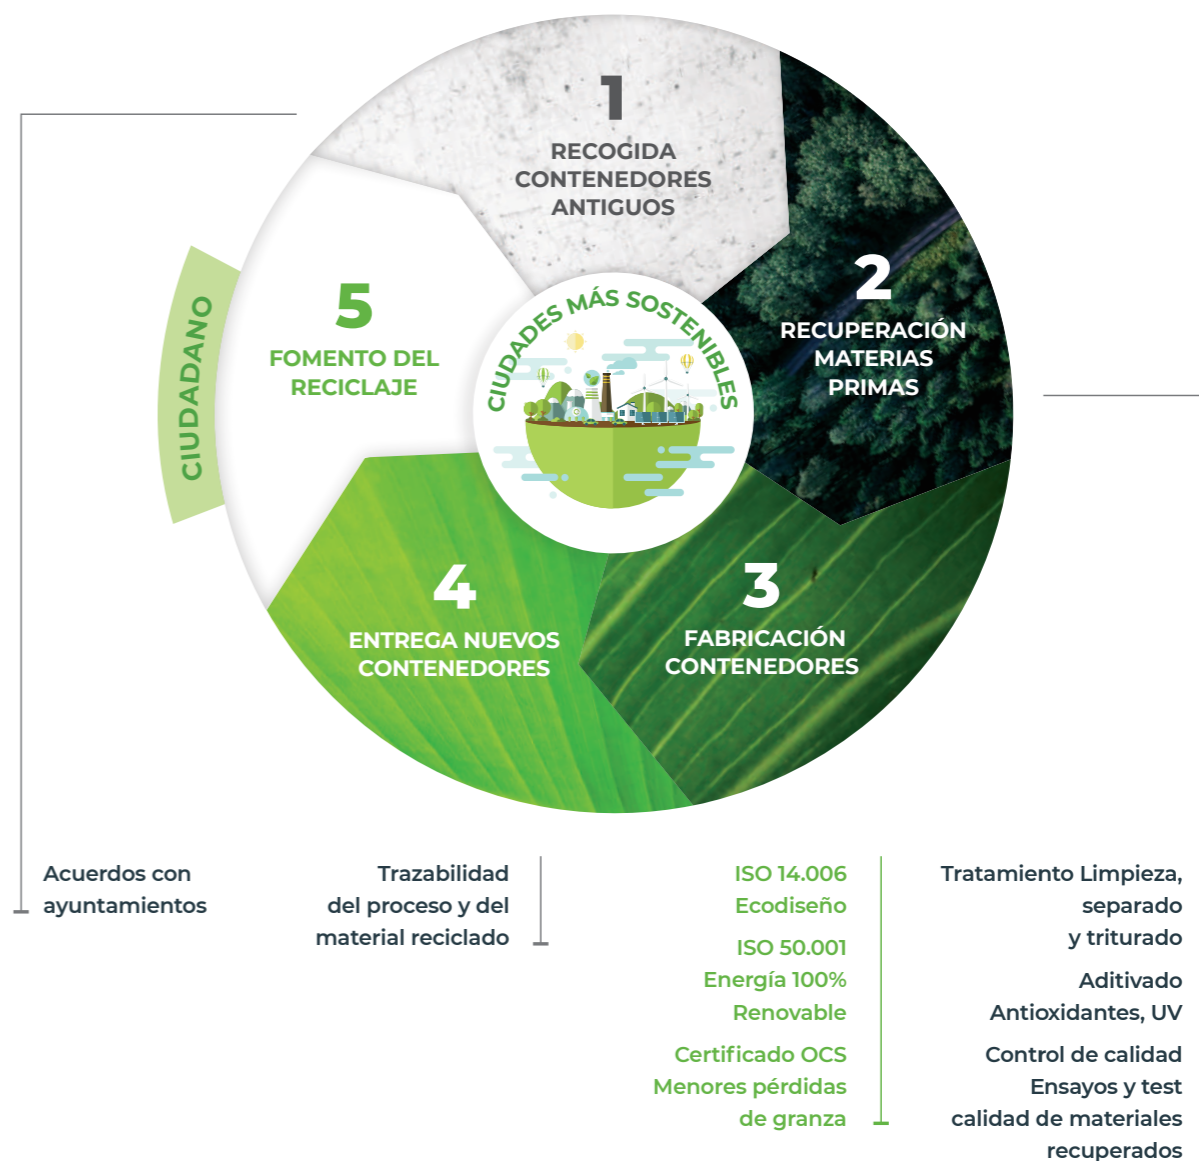 1
RECOGIDA
CONTENEDORES
ANTIGUOS
2
RECUPERACIÓN
MATERIAS
PRIMAS
3
FABRICACIÓN
CONTENEDORES
4
ENTREGA NUEVOS
CONTENEDORES
5
FOMENTO DEL
RECICLAJE
CIUDADANO
CIUDADES MÁS SOSTENIBLES
Acuerdos con
ayuntamientos
Trazabilidad
del proceso y del
material reciclado
ISO 14.006
Ecodiseño
ISO 50.001
Energía 100%
Renovable
Certificado OCS
Menores pérdidas
de granza
Tratamiento Limpieza,
separado
y triturado
Aditivado
Antioxidantes, UV
Control de calidad
Ensayos y test
calidad de materiales
recuperados